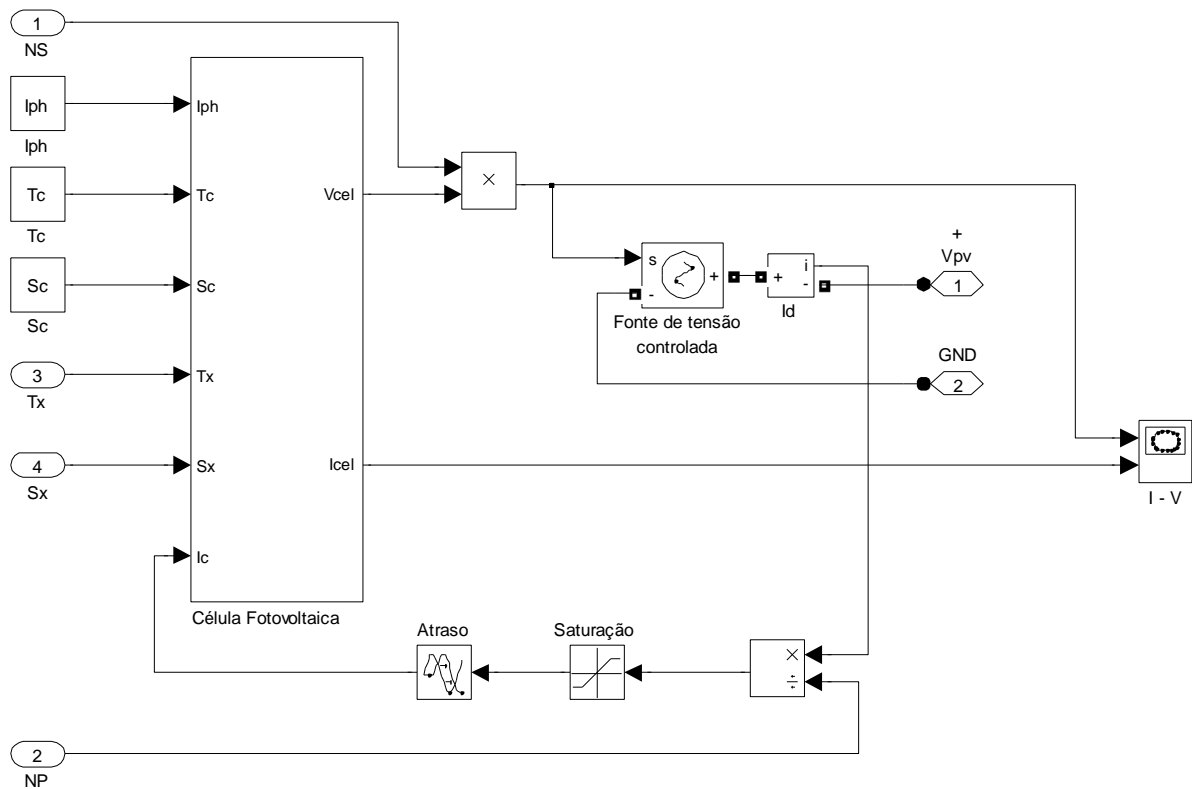 1
NS
Iph
Iph
Iph
Tc
Tc
Tc
Vcel
×
Sc
Sc
Sc
3
Tx
Tx
4
Sx
Sx
Icel
Ic
Célula Fotovoltaica
s
+
-
Fonte de tensão
controlada
+
i
-
Id
+
Vpv
1
GND
2
I - V
Atraso
Saturação
×
÷
2
NP